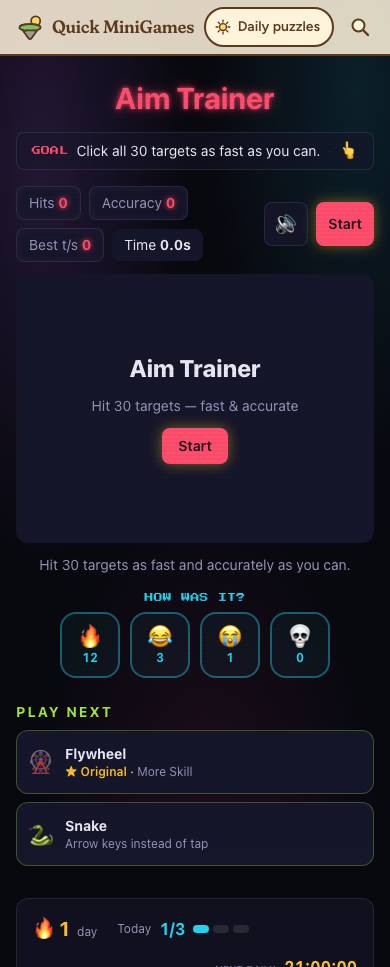 Quick MiniGames
Daily puzzles
Aim Trainer
GOAL Click all 30 targets as fast as you can.
Hits 0
Accuracy 0
Best t/s 0
Time 0.0s
Start
Aim Trainer
Hit 30 targets — fast & accurate
Start
Hit 30 targets as fast and accurately as you can.
HOW WAS IT?
12
3
1
0
PLAY NEXT
Flywheel
Original · More Skill
Snake
Arrow keys instead of tap
1 day
Today 1/3
21:00:00